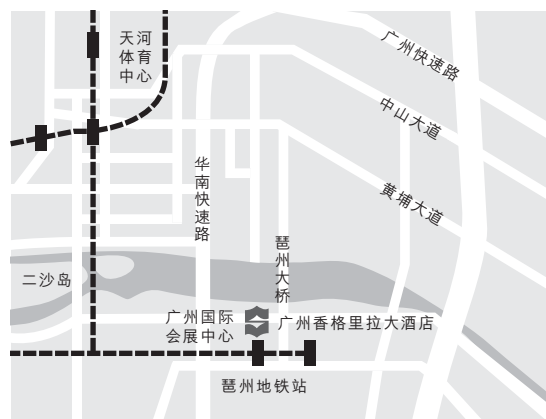 天河
体育
中心
广州快速路
中山大道
黄埔大道
华南快速路
琶州大桥
二沙岛
广州国际
会展中心
广州香格里拉大酒店
琶州地铁站